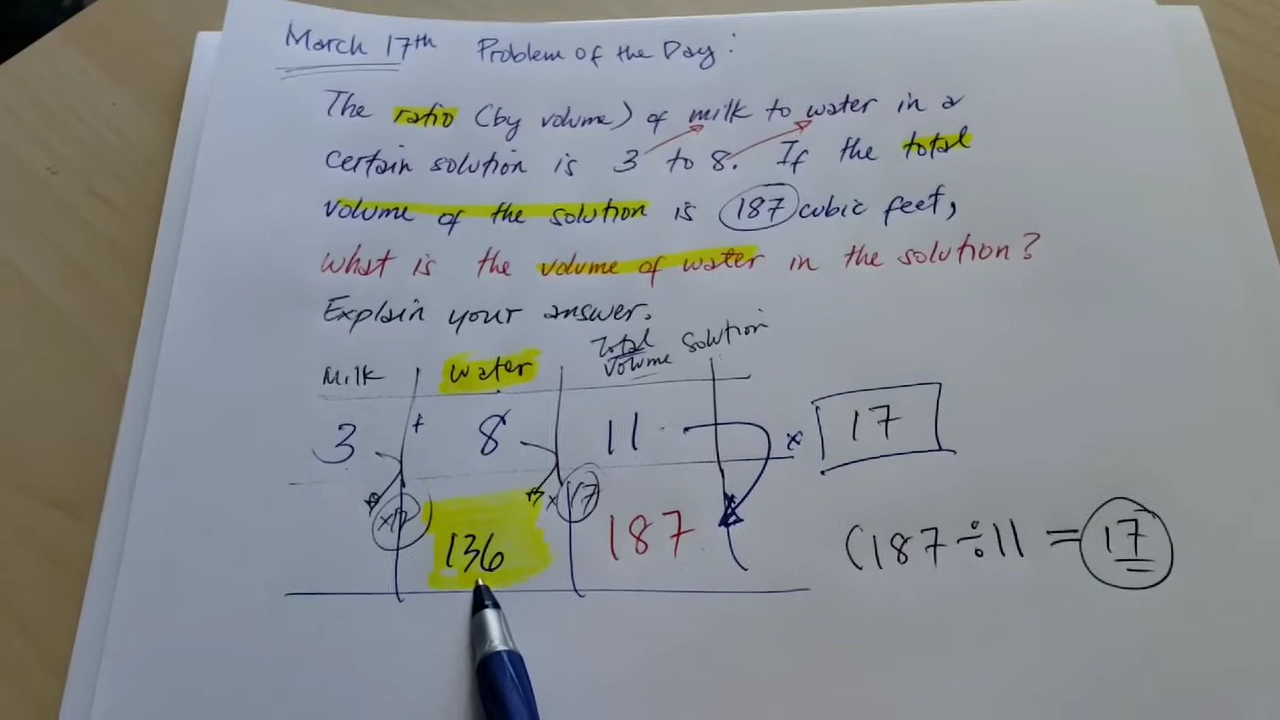 March 17th Problem of the Day:
The ratio (by volume) of milk to water in a
certain solution is 3 to 8. If the total
volume of the solution is 187 cubic feet,
what is the volume of water in the solution?
Explain your answer.
Milk Water Total Volume Solution
3 + 8 11 × 17
×17 ×17
136 187 (187÷11 = 17